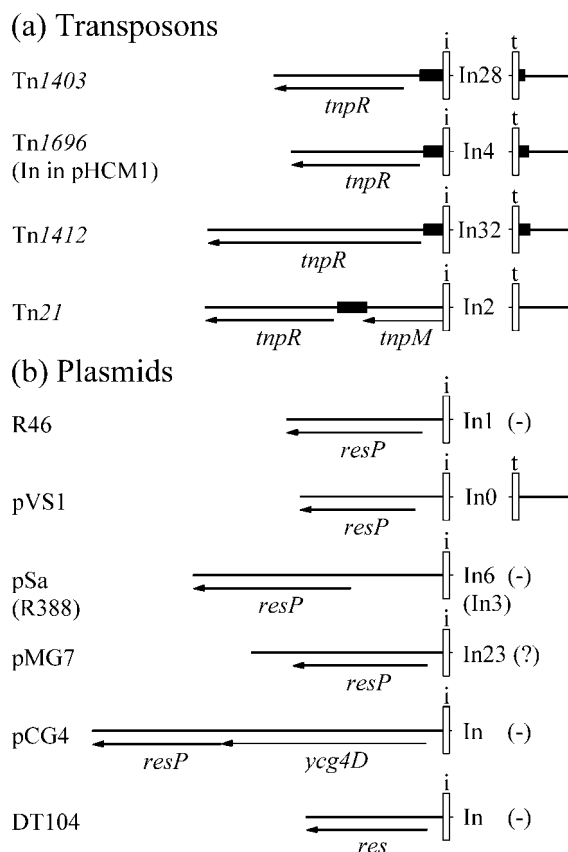 (a) Transposons
i t
Tn1403 In28
tnpR
i t
Tn1696 In4
(In in pHCM1)
tnpR
i t
Tn1412 In32
tnpR
i t
Tn21 In2
tnpR tnpM
(b) Plasmids
i
R46 In1 (-)
resP
i t
pVS1 In0
resP
i
pSa In6 (-)
(R388) resP (In3)
i
pMG7 In23 (?)
resP
i
pCG4 In (-)
resP ycg4D
i
DT104 In (-)
res